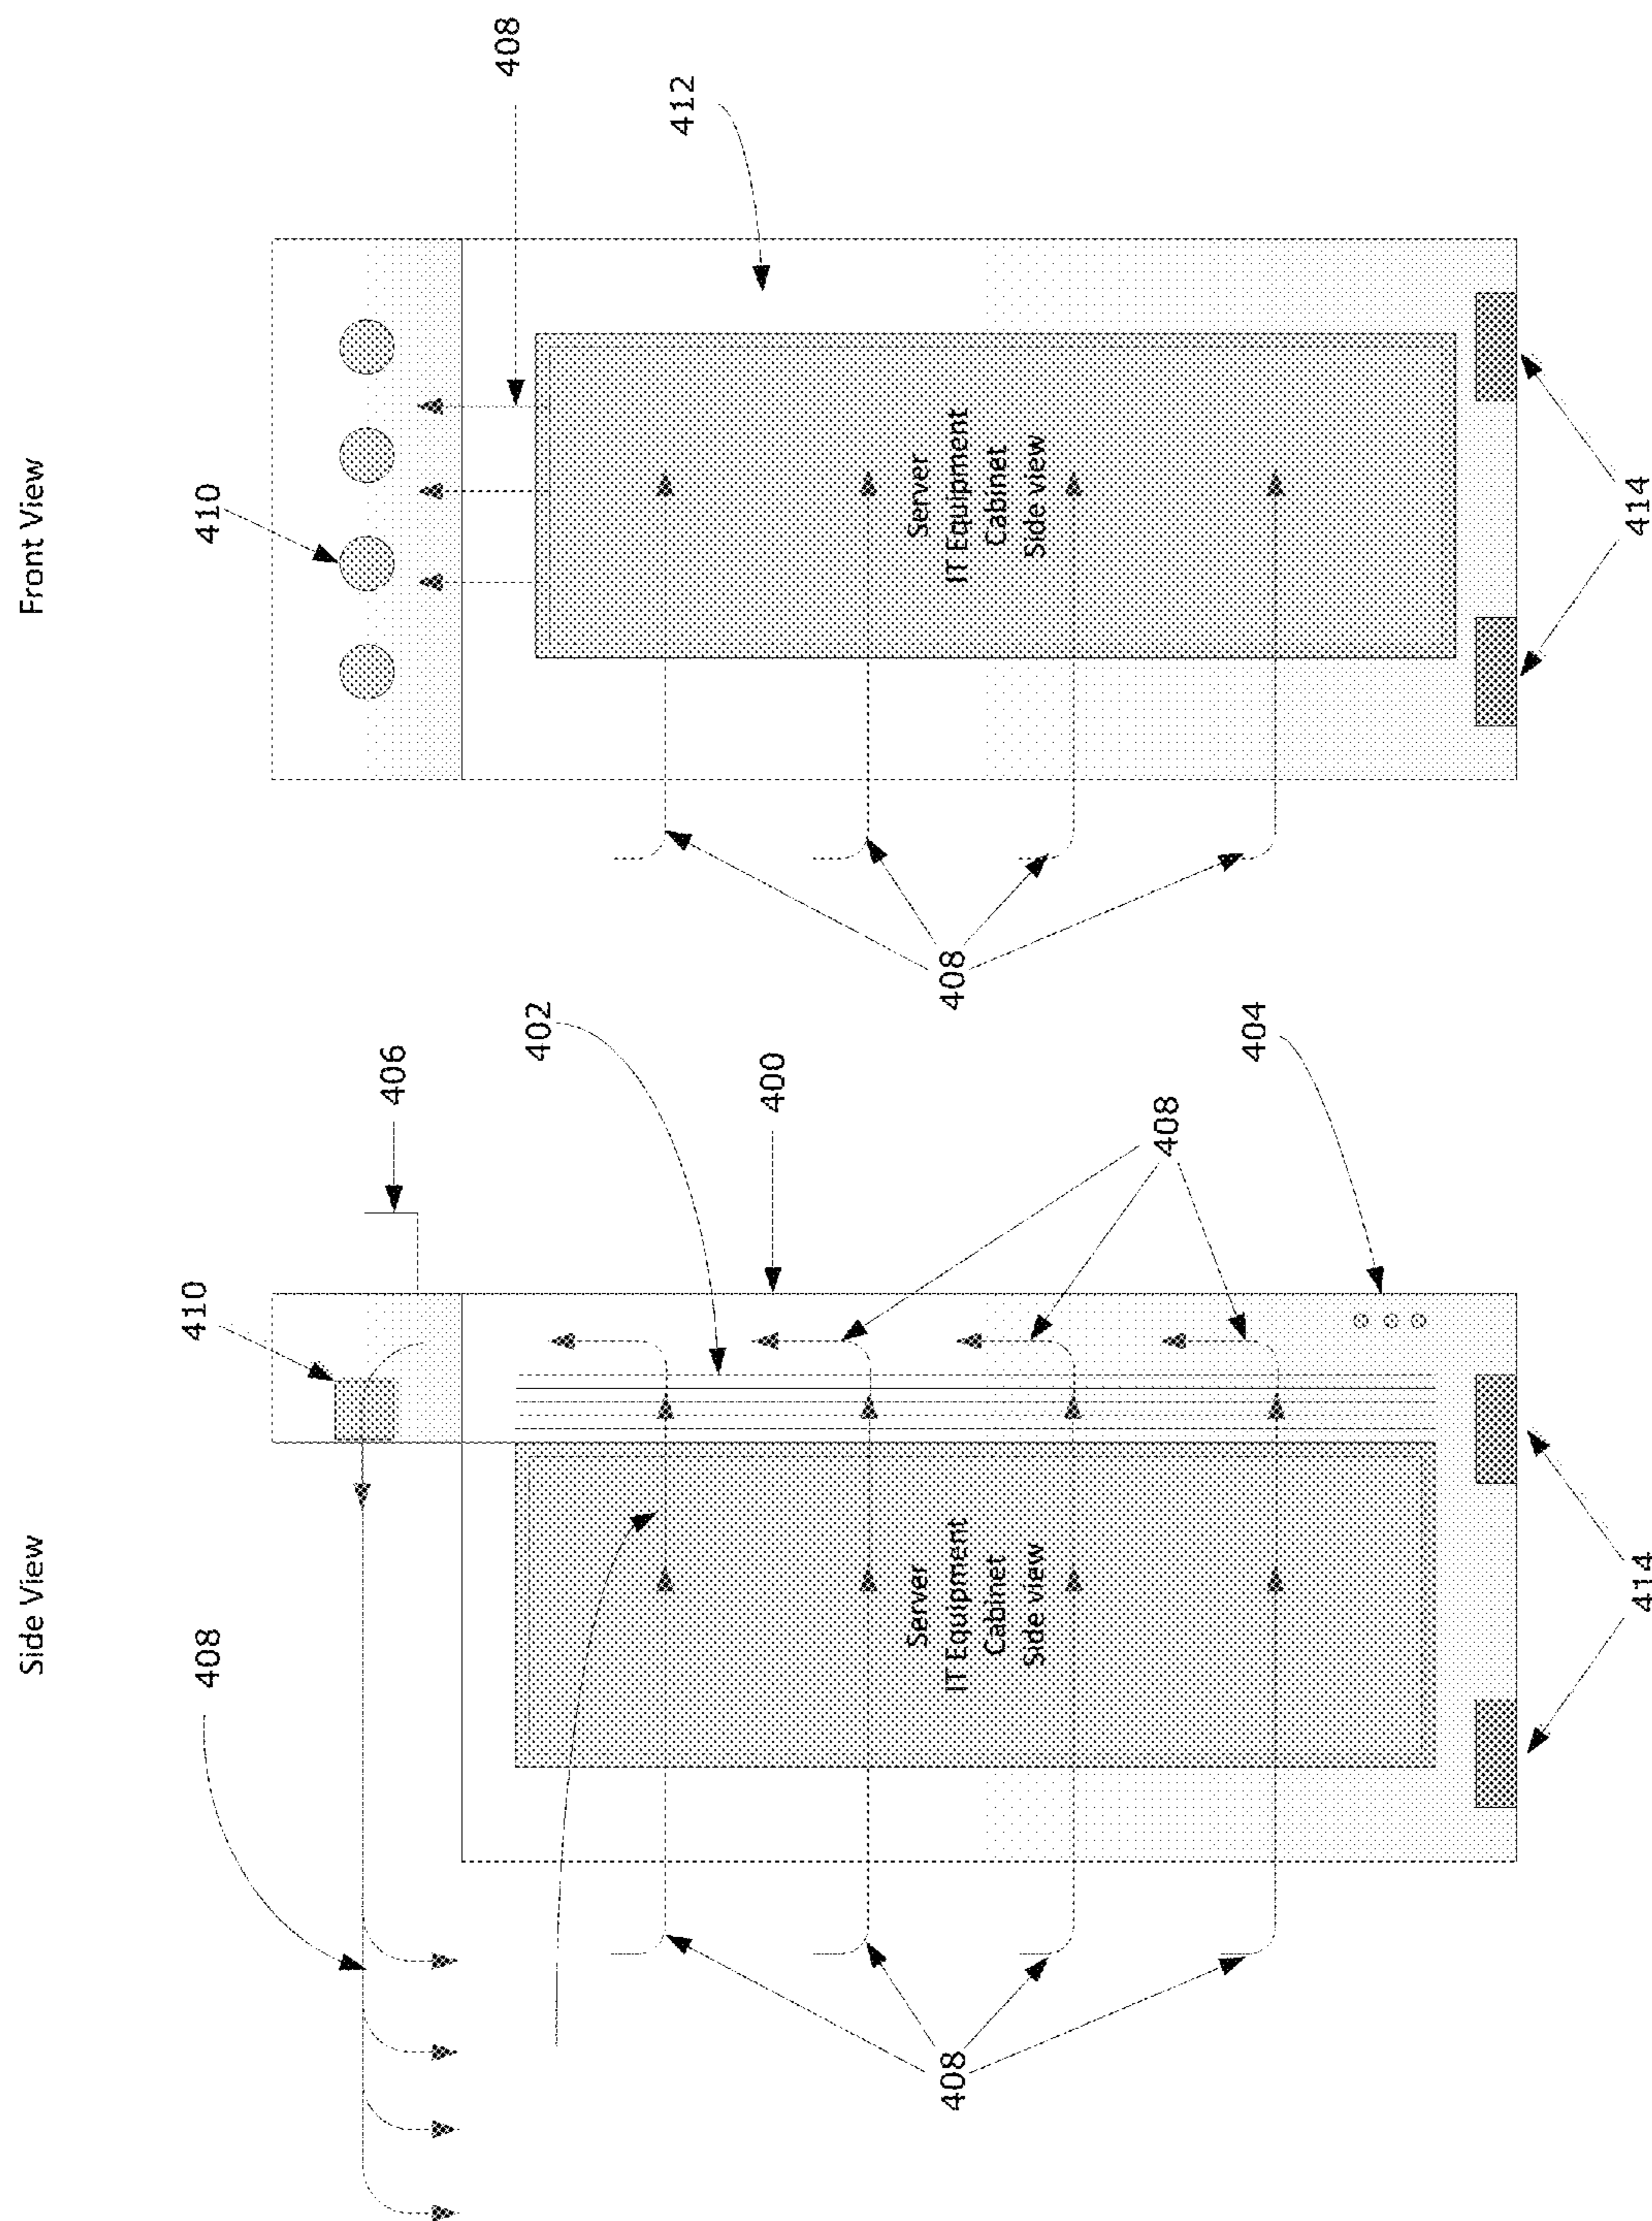 Side View
408
410
406
402
400
408
404
Server
IT Equipment
Cabinet
Side view
408
414
Front View
410
408
412
Server
IT Equipment
Cabinet
Side view
408
414